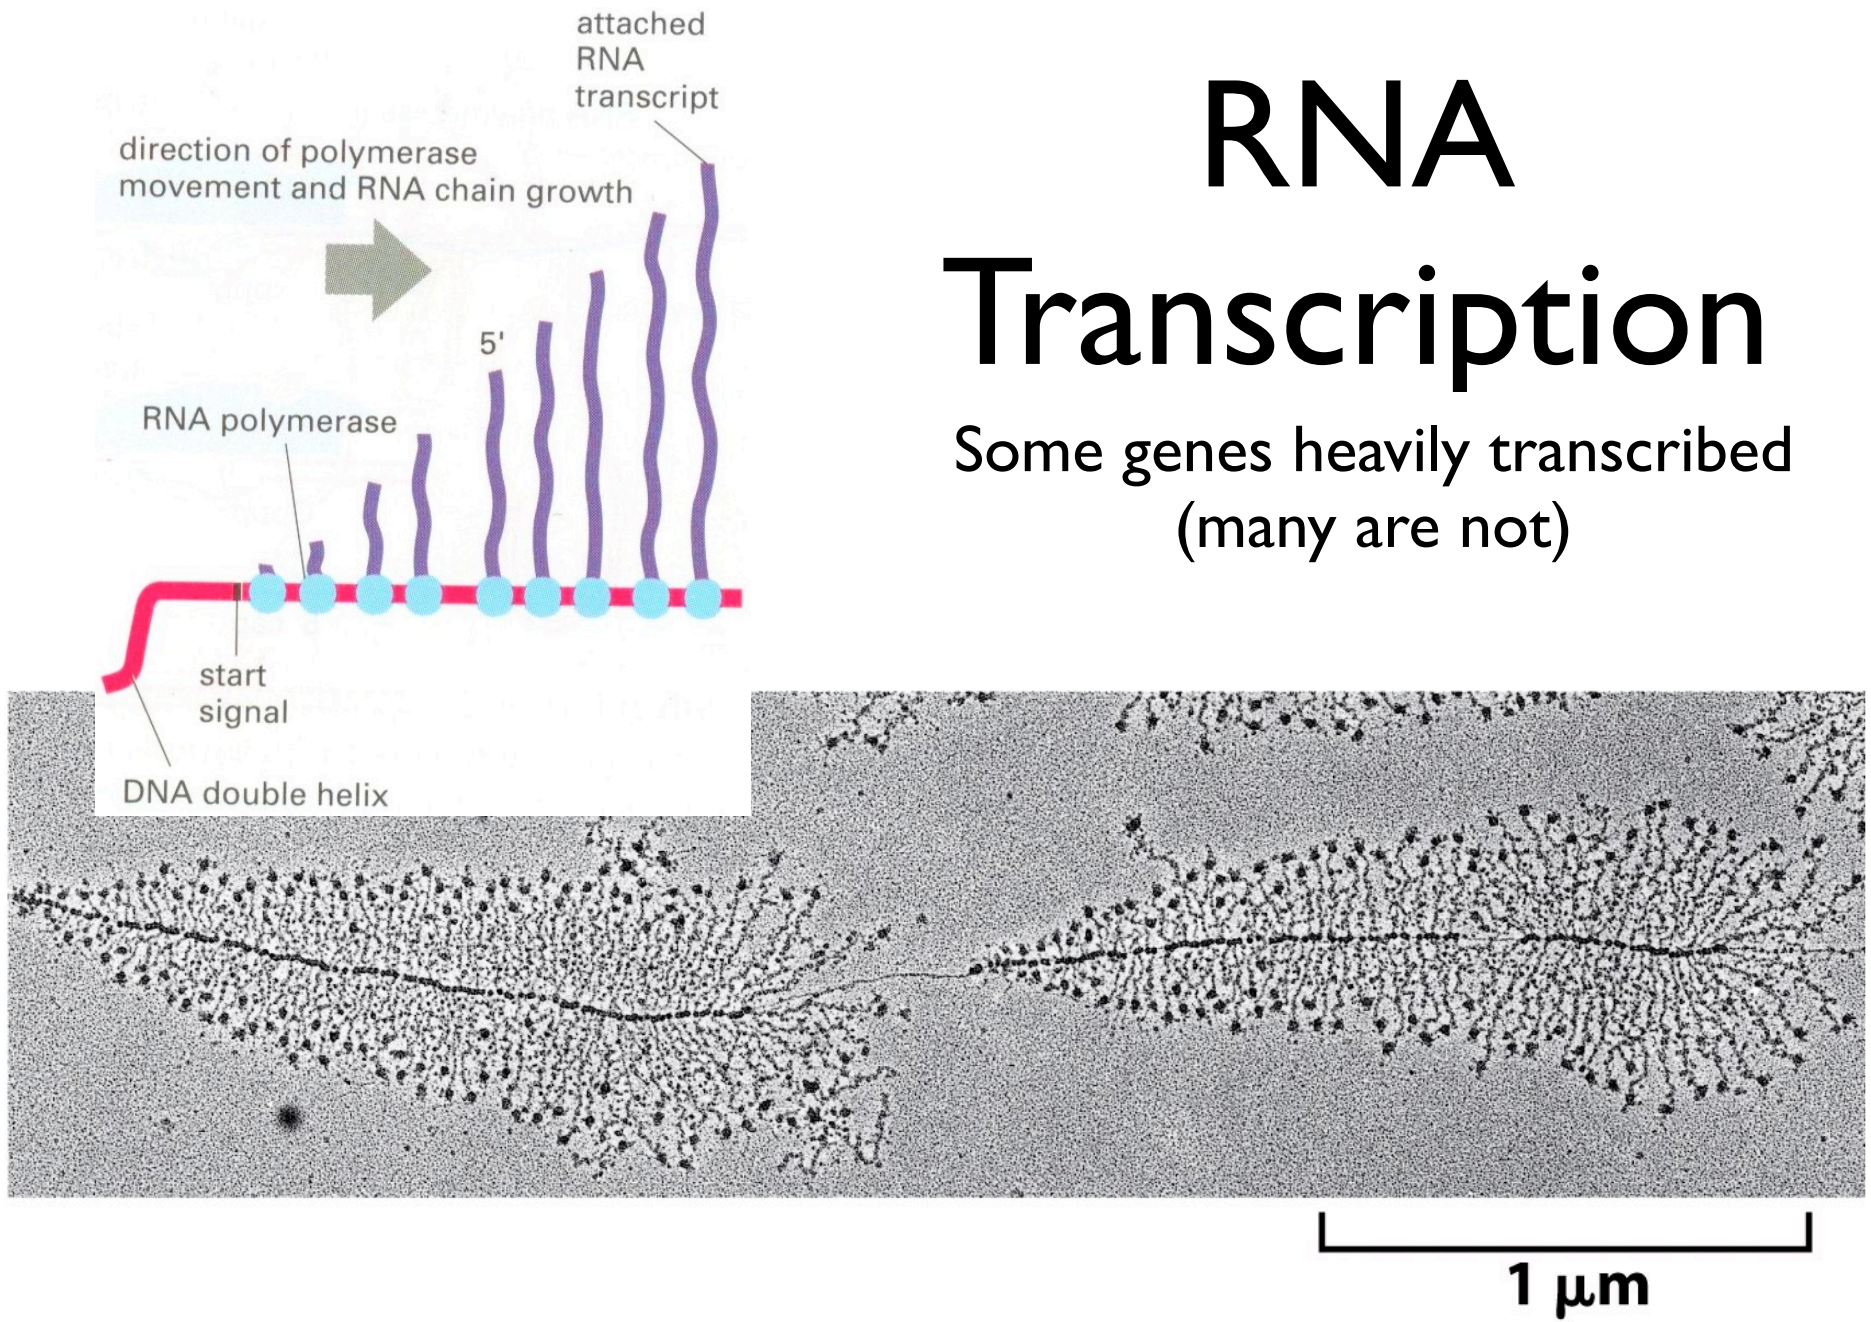 attached
RNA
transcript
direction of polymerase
movement and RNA chain growth
5'
RNA polymerase
start
signal
DNA double helix
RNA
Transcription
Some genes heavily transcribed
(many are not)
1 μm